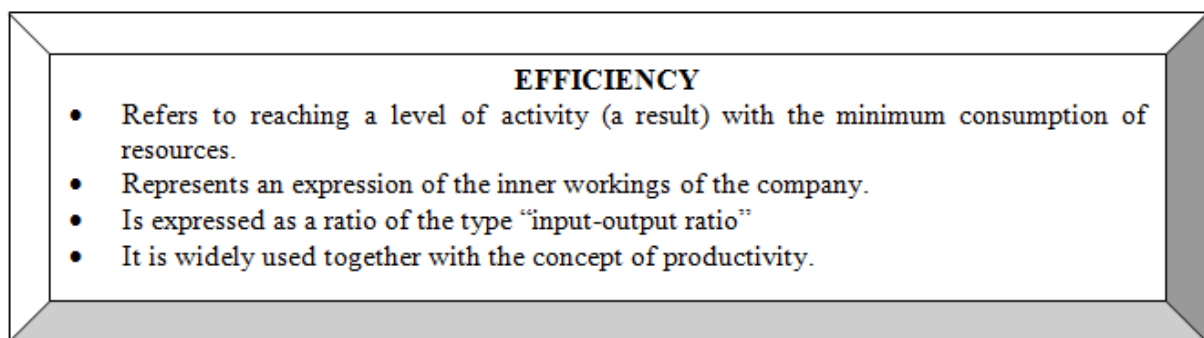 EFFICIENCY
• Refers to reaching a level of activity (a result) with the minimum consumption of
resources.
• Represents an expression of the inner workings of the company.
• Is expressed as a ratio of the type “input-output ratio”
• It is widely used together with the concept of productivity.